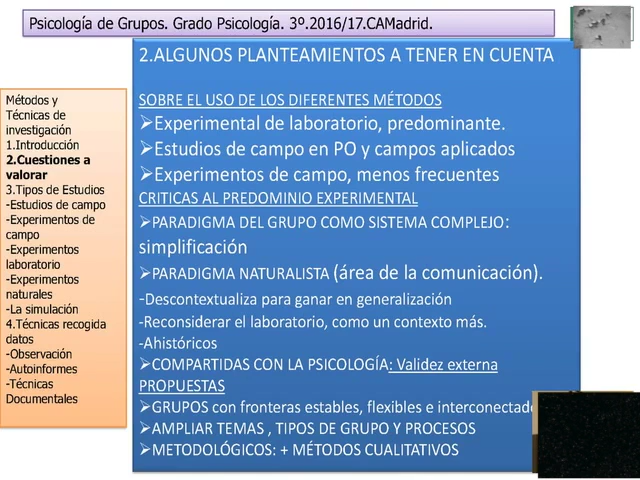 Psicología de Grupos. Grado Psicología. 3º.2016/17.CAMadrid.
Métodos y
Técnicas de
investigación
1.Introducción
2.Cuestiones a
valorar
3.Tipos de Estudios
-Estudios de campo
-Experimentos de
campo
-Experimentos
laboratorio
-Experimentos
naturales
-La simulación
4.Técnicas recogida
datos
-Observación
-Autoinformes
-Técnicas
Documentales
2.ALGUNOS PLANTEAMIENTOS A TENER EN CUENTA
SOBRE EL USO DE LOS DIFERENTES MÉTODOS
➢Experimental de laboratorio, predominante.
➢Estudios de campo en PO y campos aplicados
➢Experimentos de campo, menos frecuentes
CRITICAS AL PREDOMINIO EXPERIMENTAL
➢PARADIGMA DEL GRUPO COMO SISTEMA COMPLEJO:
simplificación
➢PARADIGMA NATURALISTA (área de la comunicación).
-Descontextualiza para ganar en generalización
-Reconsiderar el laboratorio, como un contexto más.
-Ahistóricos
➢COMPARTIDAS CON LA PSICOLOGÍA: Validez externa
PROPUESTAS
➢GRUPOS con fronteras estables, flexibles e interconectado
➢AMPLIAR TEMAS , TIPOS DE GRUPO Y PROCESOS
➢METODOLÓGICOS: + MÉTODOS CUALITATIVOS